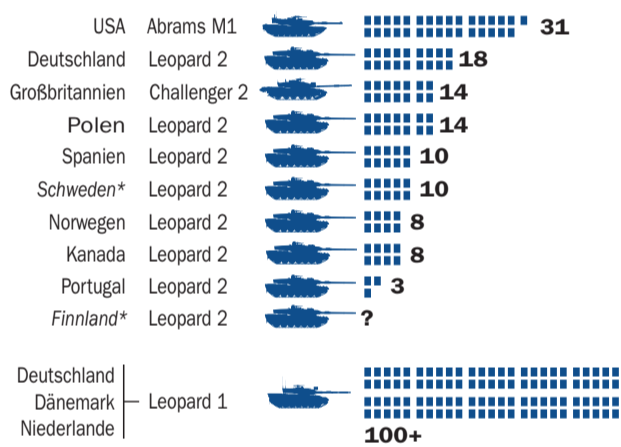 USA Abrams M1 31
Deutschland Leopard 2 18
Großbritannien Challenger 2 14
Polen Leopard 2 14
Spanien Leopard 2 10
Schweden* Leopard 2 10
Norwegen Leopard 2 8
Kanada Leopard 2 8
Portugal Leopard 2 3
Finnland* Leopard 2 ?
Deutschland
Dänemark Leopard 1
Niederlande
100+